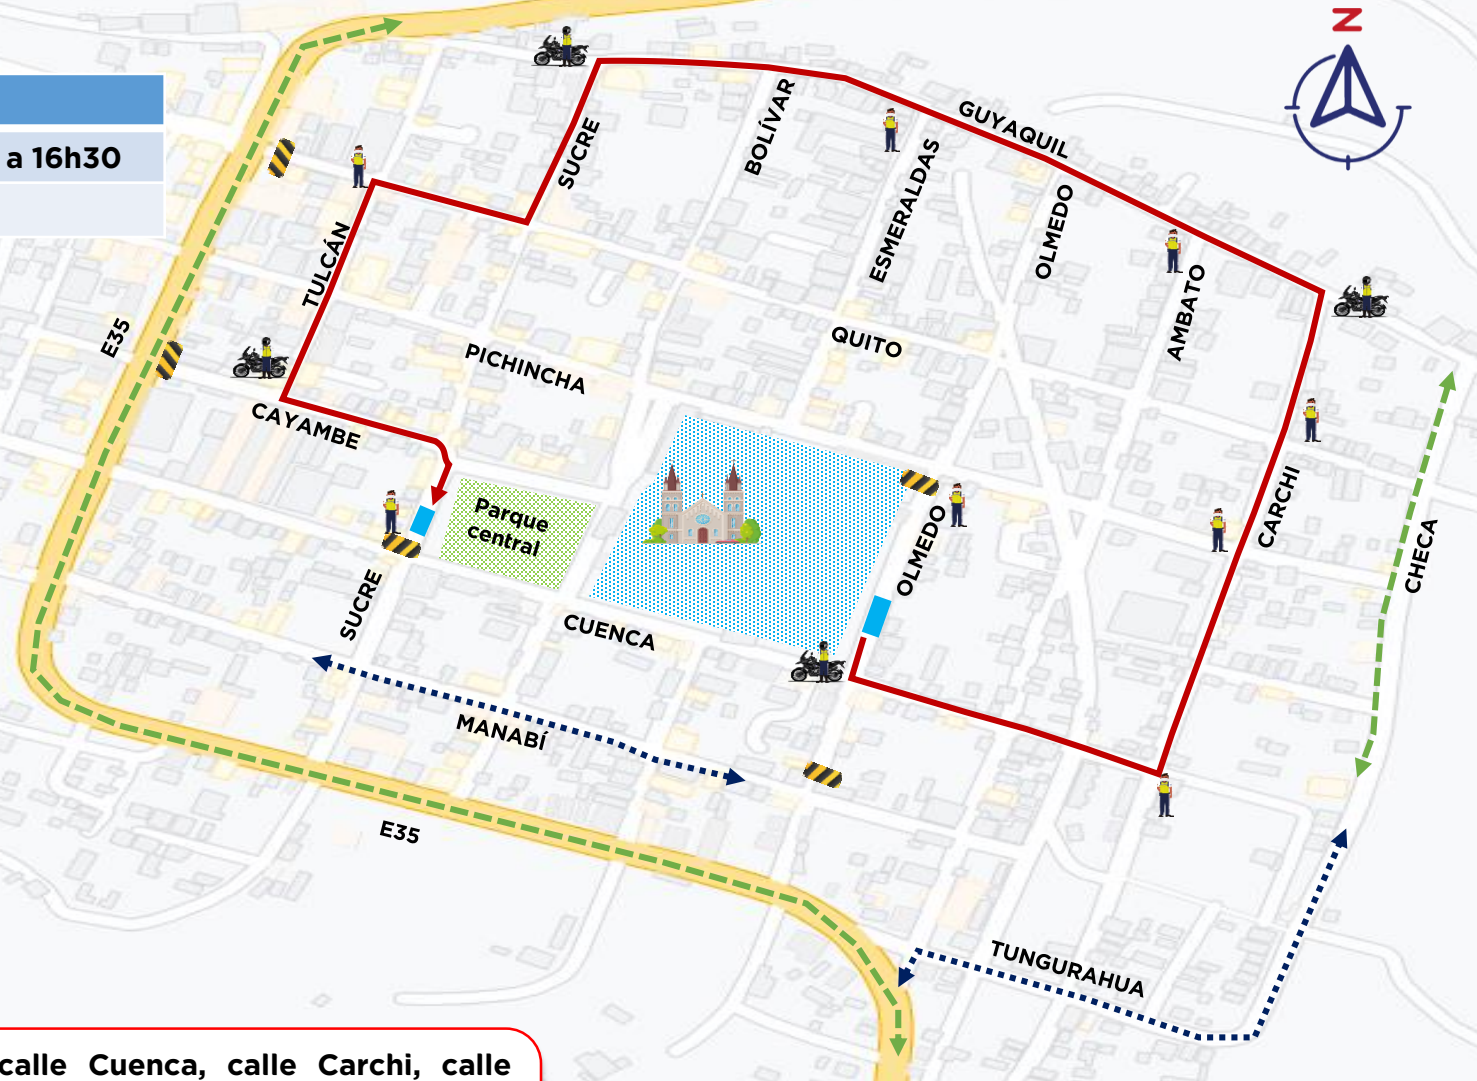 N
a 16h30
SUCRE
BOLÍVAR
GUYAQUIL
ESMERALDAS
OLMEDO
AMBATO
TULCÁN
E35
QUITO
PICHINCHA
CAYAMBE
Parque
central
OLMEDO
CARCHI
CHECA
SUCRE
CUENCA
MANABÍ
E35
TUNGURAHUA
calle Cuenca, calle Carchi, calle